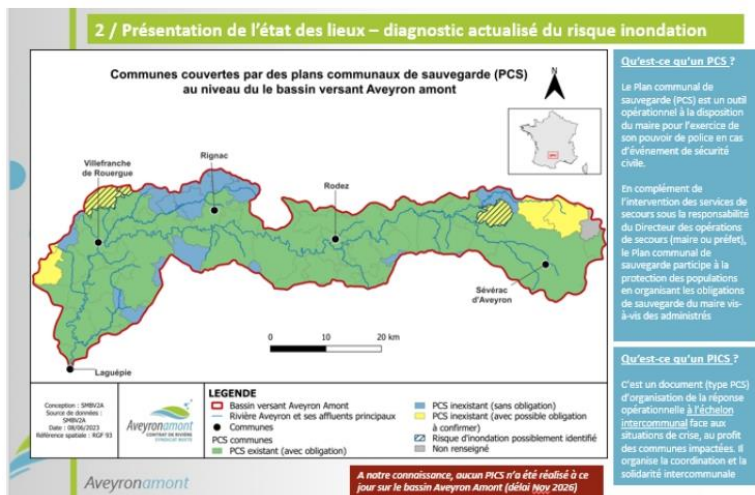 2 / Présentation de l'état des lieux – diagnostic actualisé du risque inondation
Communes couvertes par des plans communaux de sauvegarde (PCS)
au niveau du le bassin versant Aveyron amont
N
Villefranche
de Rouergue
Rignac
Rodez
Sévérac
d'Aveyron
Laguépie
0
10
20 km
Conception : SMBV2A
Source de données :
SMBV2A
Date : 08/06/2023
Référence spatiale : RGF 93
Aveyronamont
CONTRAT DE RIVIÈRE
SYNDICAT MIXTE
LEGENDE
Bassin versant Aveyron Amont
Rivière Aveyron et ses affluents principaux
Communes
PCS communes
PCS existant (avec obligation)
PCS inexistant (sans obligation)
PCS inexistant (avec possible obligation
à confirmer)
Risque d'inondation possiblement identifié
Non renseigné
Qu'est-ce qu'un PCS ?
Le Plan communal de
sauvegarde (PCS) est un outil
opérationnel à la disposition
du maire pour l'exercice de
son pouvoir de police en cas
d'événement de sécurité
civile.
En complément de
l'intervention des services de
secours sous la responsabilité
du Directeur des opérations
de secours (maire ou préfet),
le Plan communal de
sauvegarde participe à la
protection des populations
en organisant les obligations
de sauvegarde du maire vis-
à-vis des administrés
Qu'est-ce qu'un PICS ?
C'est un document (type PCS)
d'organisation de la réponse
opérationnelle à l'échelon
intercommunal face aux
situations de crise, au profit
des communes impactées. Il
organise la coordination et la
solidarité intercommunale
Aveyronamont
A notre connaissance, aucun PICS n'a été réalisé à ce
jour sur le bassin Aveyron Amont (délai Nov 2026)